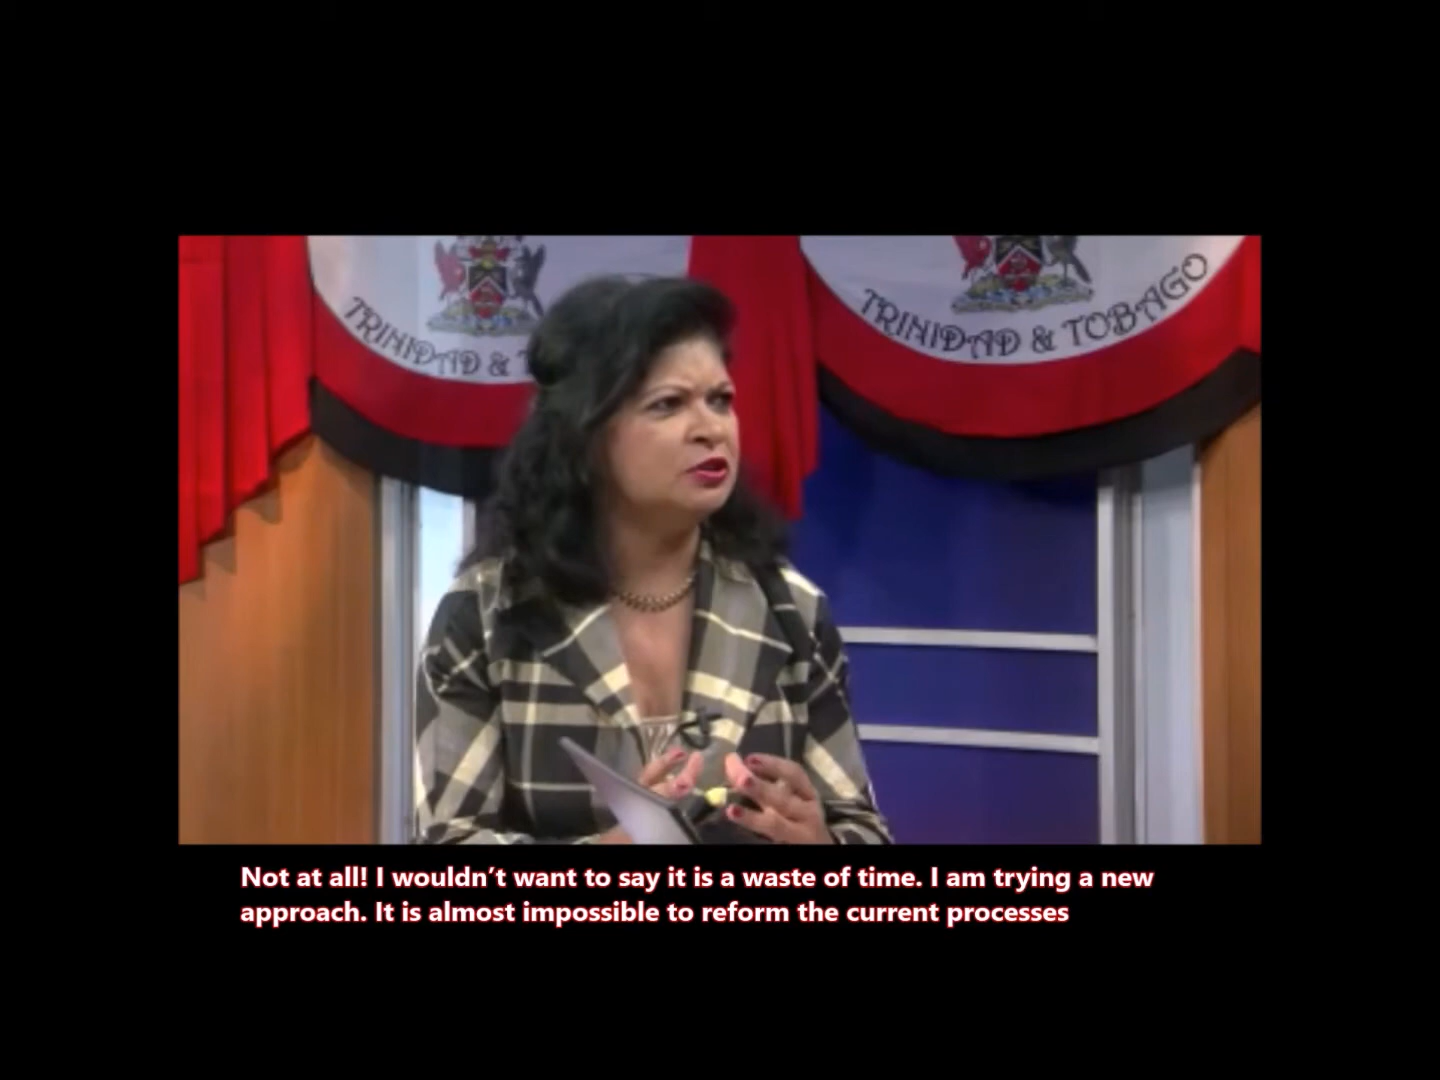 TRINIDAD & T
TRINIDAD & TOBAGO
Not at all! I wouldn’t want to say it is a waste of time. I am trying a new
approach. It is almost impossible to reform the current processes